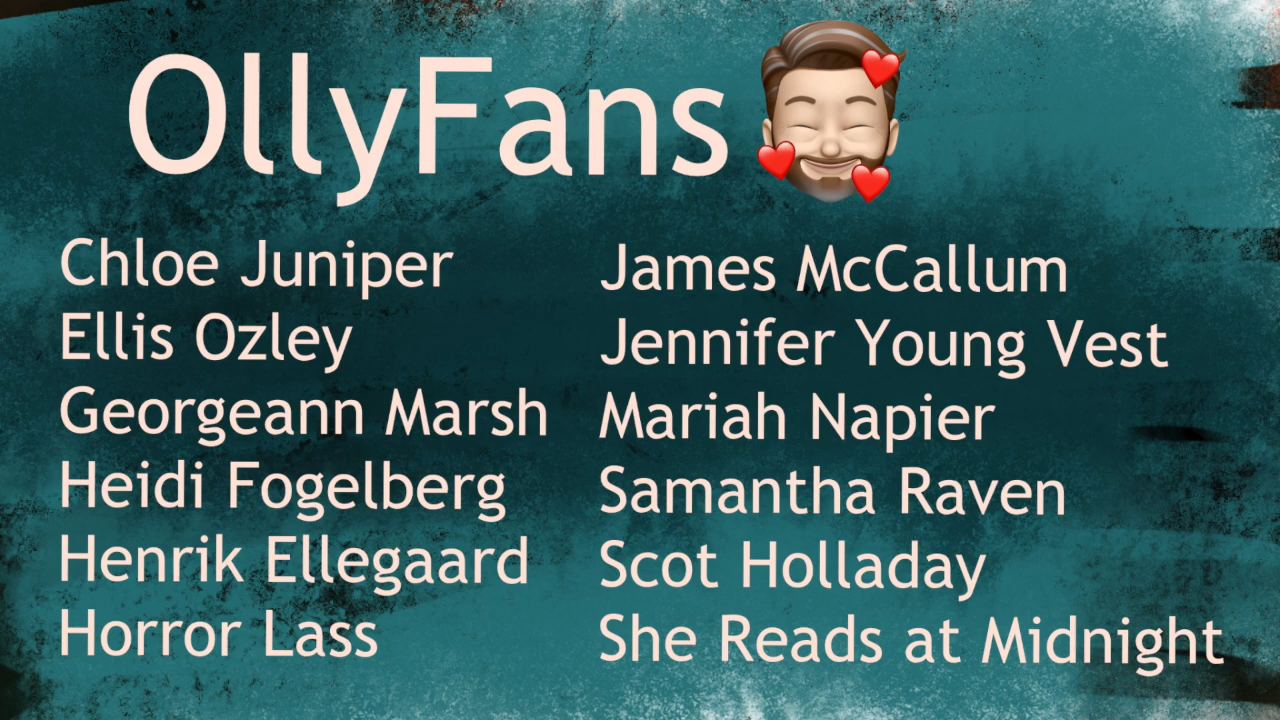 OllyFans
Chloe Juniper
Ellis Ozley
Georgeann Marsh
Heidi Fogelberg
Henrik Ellegaard
Horror Lass
James McCallum
Jennifer Young Vest
Mariah Napier
Samantha Raven
Scot Holladay
She Reads at Midnight